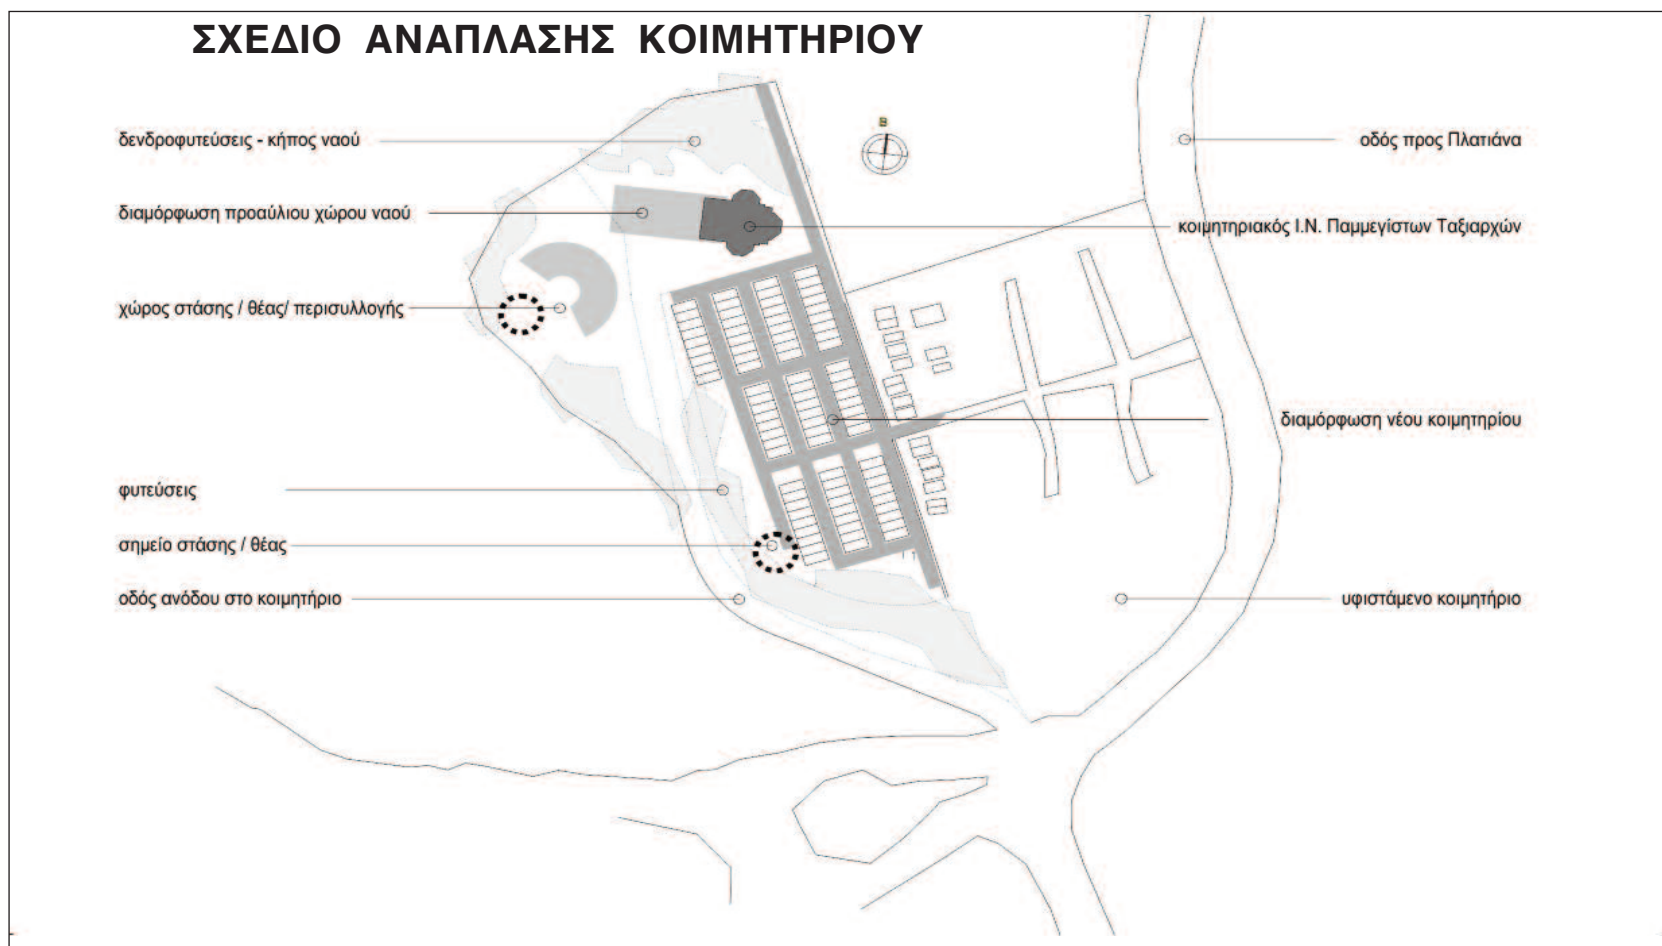 ΣΧΕΔΙΟ ΑΝΑΠΛΑΣΗΣ ΚΟΙΜΗΤΗΡΙΟΥ
Β
δενδροφυτεύσεις - κήπος ναού
οδός προς Πλατιάνα
διαμόρφωση προαύλιου χώρου ναού
κοιμητηριακός Ι.Ν. Παμμεγίστων Ταξιαρχών
χώρος στάσης / θέας/ περισυλλογής
διαμόρφωση νέου κοιμητηρίου
φυτεύσεις
σημείο στάσης / θέας
οδός ανόδου στο κοιμητήριο
υφιστάμενο κοιμητήριο